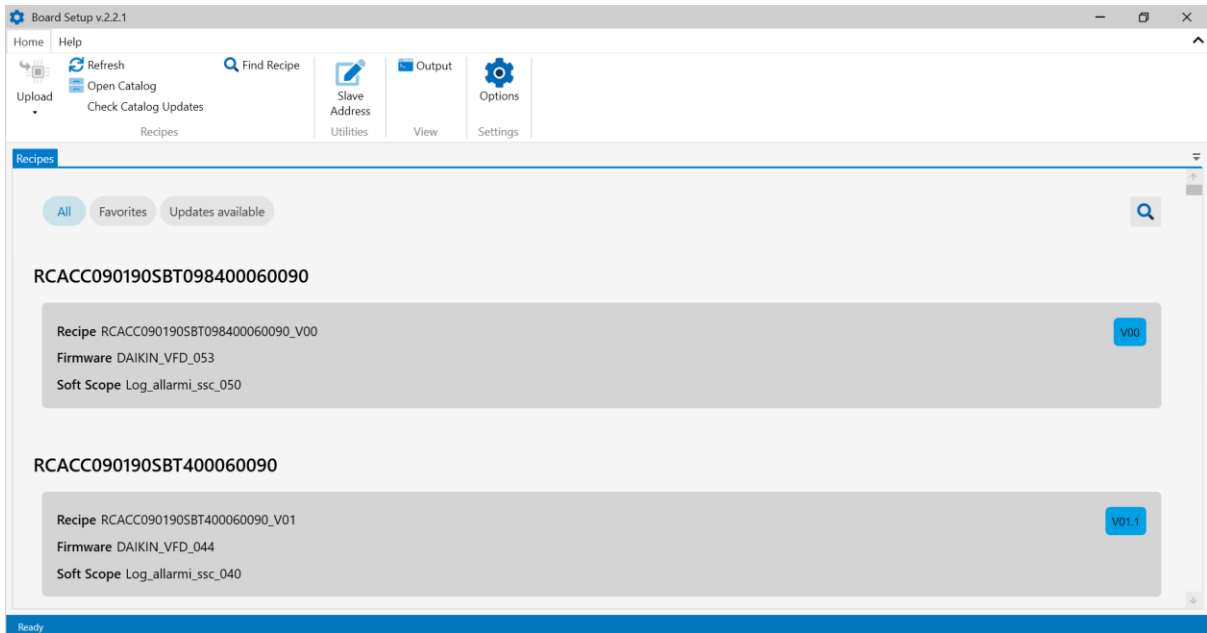 Board Setup v.2.2.1
Home Help
Refresh
Find Recipe
Output
Open Catalog
Upload
Slave
Address
Options
Check Catalog Updates
Recipes
Utilities
View
Settings
Recipes
All
Favorites
Updates available
RCACC090190SBT098400060090
Recipe RCACC090190SBT098400060090_V00
V00
Firmware DAIKIN_VFD_053
Soft Scope Log_allarmi_ssc_050
RCACC090190SBT400060090
Recipe RCACC090190SBT400060090_V01
V01.1
Firmware DAIKIN_VFD_044
Soft Scope Log_allarmi_ssc_040
Ready